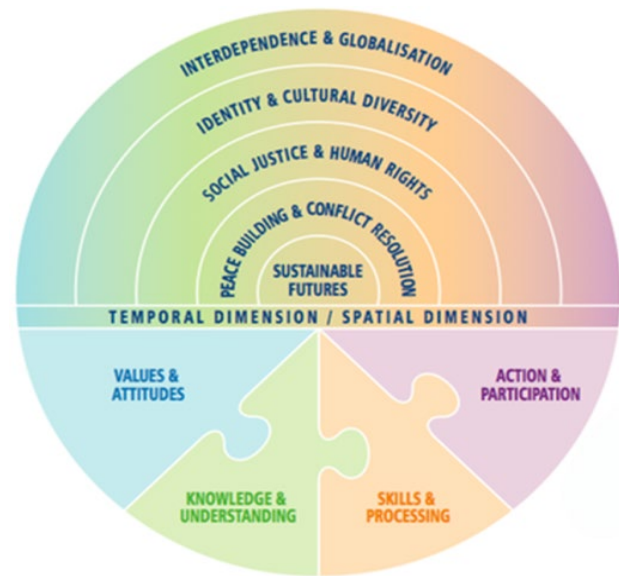 INTERDEPENDENCE & GLOBALISATION
IDENTITY & CULTURAL DIVERSITY
SOCIAL JUSTICE & HUMAN RIGHTS
PEACE BUILDING & CONFLICT RESOLUTION
SUSTAINABLE
FUTURES
TEMPORAL DIMENSION / SPATIAL DIMENSION
VALUES &
ATTITUDES
KNOWLEDGE &
UNDERSTANDING
SKILLS &
PROCESSING
ACTION &
PARTICIPATION